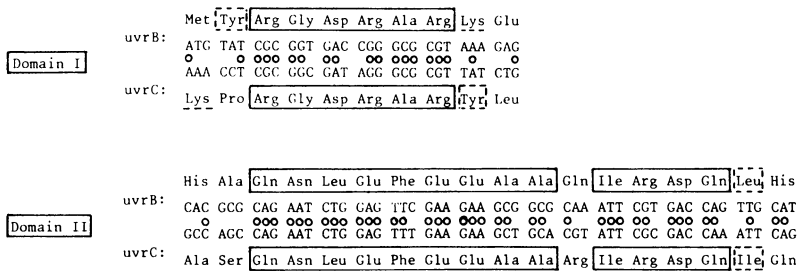 Met Tyr Arg Gly Asp Arg Ala Arg Lys Glu
uvrB:
ATG TAT CGC GGT GAC CGG GCG CGT AAA GAG
Domain I
AAA CCT CGC GGC GAT AGG GCG CGT TAT CTG
uvrC:
Lys Pro Arg Gly Asp Arg Ala Arg Tyr Leu
His Ala Gln Asn Leu Glu Phe Glu Glu Ala Ala Gln Ile Arg Asp Gln Leu His
uvrB:
CAC GCG CAG AAT CTG GAG TTC GAA GAA GCG GCG CAA ATT CGT GAC CAG TTG CAT
Domain II
GCC AGC CAG AAT CTG GAG TTT GAA GAA GCT GCA CGT ATT CGC GAC CAA ATT CAG
uvrC:
Ala Ser Gln Asn Leu Glu Phe Glu Glu Ala Ala Arg Ile Arg Asp Gln Ile Gln